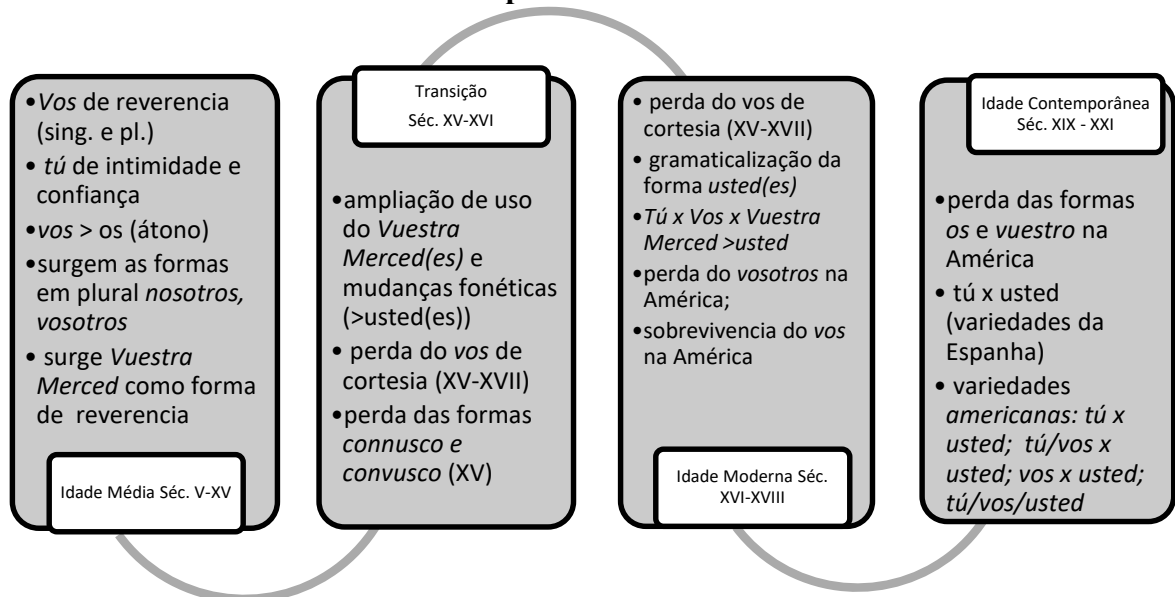 •Vos de reverencia
(sing. e pl.)
• tú de intimidade e
confiança
•vos > os (átono)
•surgem as formas
em plural nosotros,
vosotros
• surge Vuestra
Merced como forma
de reverencia
Idade Média Séc. V-XV
Transição
Séc. XV-XVI
•ampliação de uso
do Vuestra
Merced(es) e
mudanças fonéticas
(>usted(es))
• perda do vos de
cortesia (XV-XVII)
•perda das formas
connusco e
convusco (XV)
• perda do vos de
cortesia (XV-XVII)
• gramaticalização da
forma usted(es)
•Tú x Vos x Vuestra
Merced >usted
•perda do vosotros na
América;
•sobrevivencia do vos
na América
Idade Moderna Séc.
XVI-XVIII
Idade Contemporânea
Séc. XIX - XXI
•perda das formas
os e vuestro na
América
• tú x usted
(variedades da
Espanha)
• variedades
americanas: tú x
usted; tú/vos x
usted; vos x usted;
tú/vos/usted